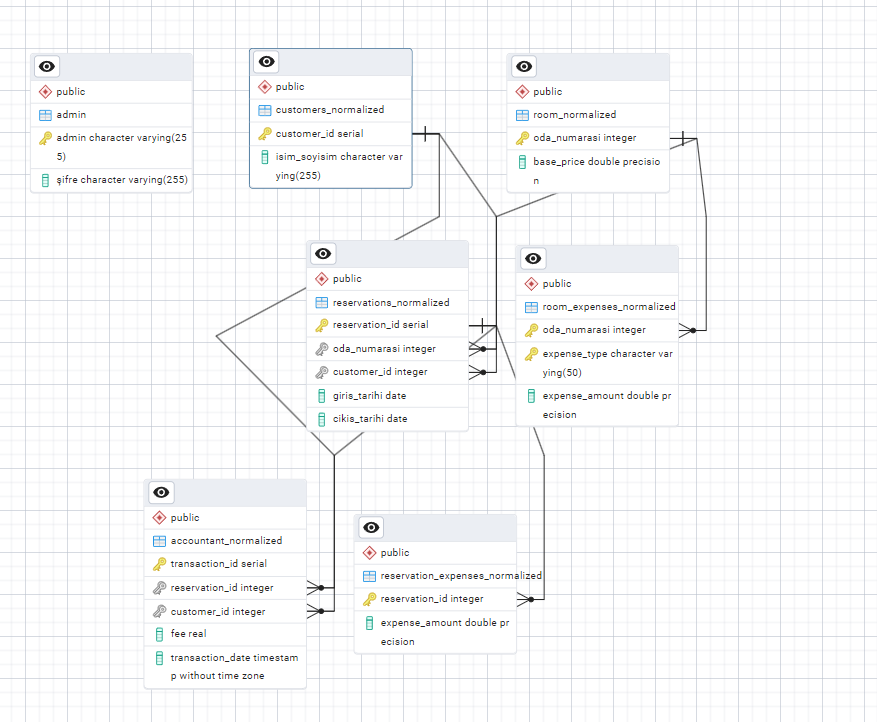 public
admin
admin character varying(25
5)
şifre character varying(255)
public
customers_normalized
customer_id serial
isim_soyisim character var
ying(255)
public
room_normalized
oda_numarasi integer
base_price double precisio
n
public
reservations_normalized
reservation_id serial
oda_numarasi integer
customer_id integer
giris_tarihi date
cikis_tarihi date
public
room_expenses_normalized
oda_numarasi integer
expense_type character var
ying(50)
expense_amount double pr
ecision
public
accountant_normalized
transaction_id serial
reservation_id integer
customer_id integer
fee real
transaction_date timestam
p without time zone
public
reservation_expenses_normalized
reservation_id integer
expense_amount double pr
ecision